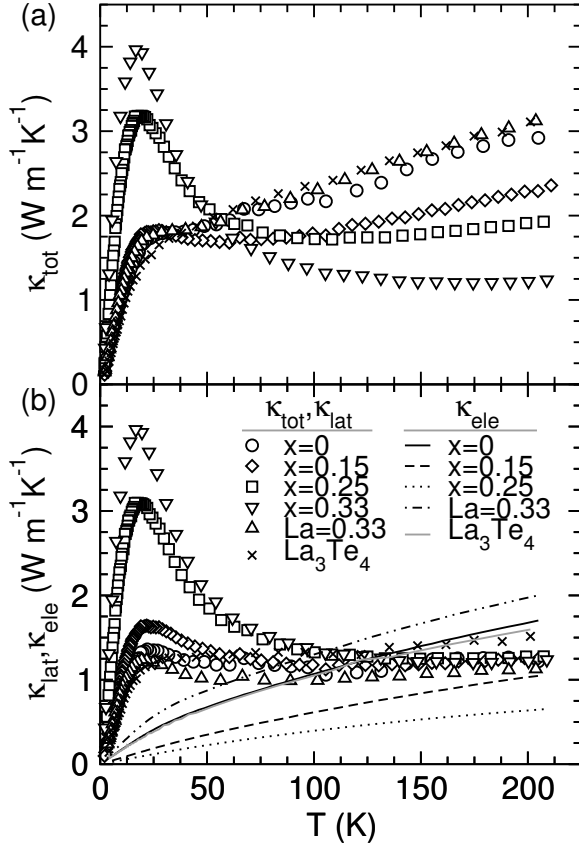 (a)
4
3
2
1
0
κtot (W m-1K-1)
(b)
κtot,κlat κele
x=0 x=0
x=0.15 x=0.15
x=0.25 x=0.25
x=0.33 La=0.33
La=0.33 La3Te4
La3Te4
4
3
2
1
0
κlat,κele (W m-1K-1)
0 50 100 150 200
T (K)